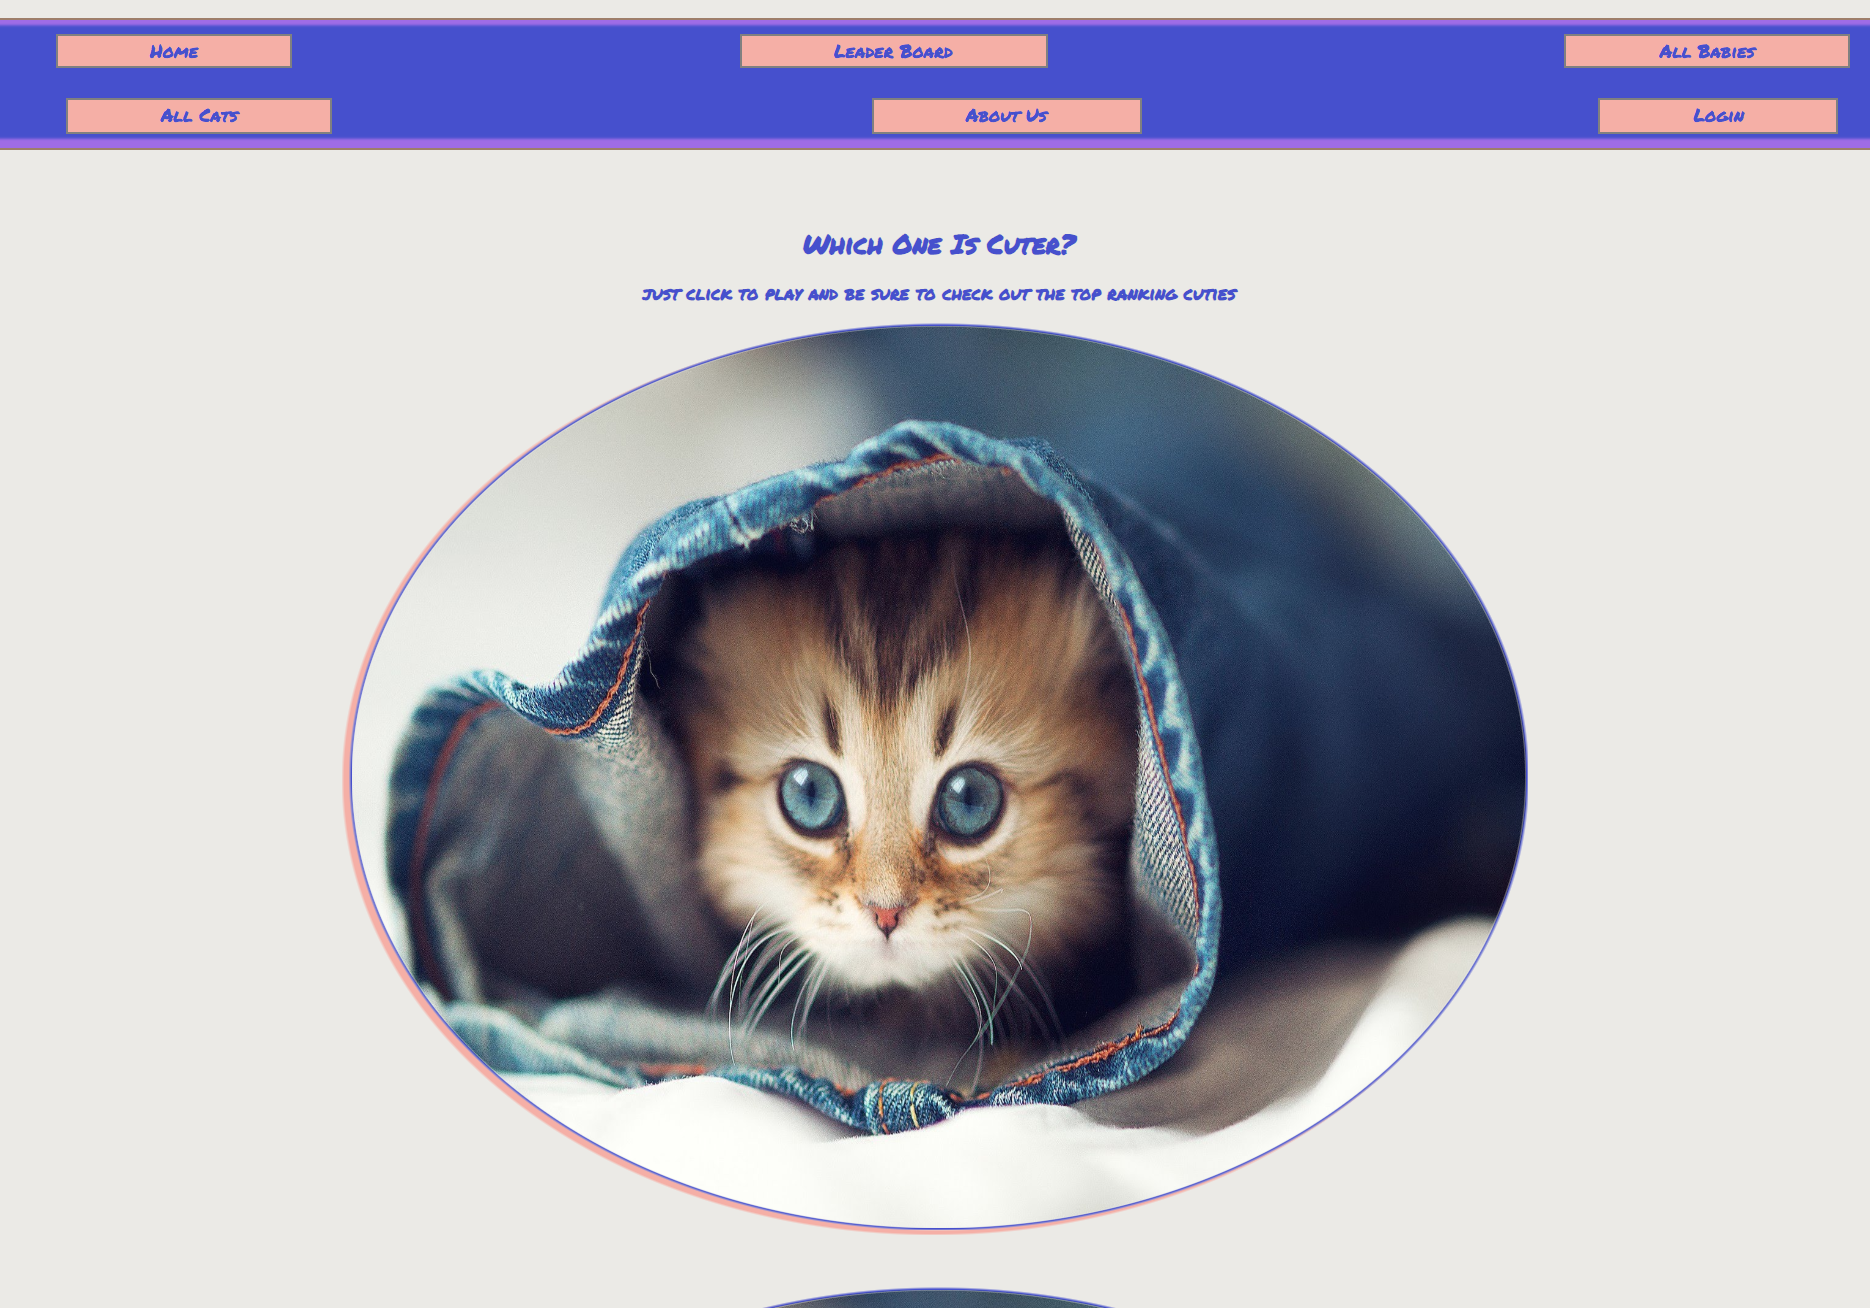 Home
Leader Board
All Babies
All Cats
About Us
Login
Which One Is Cuter?
just click to play and be sure to check out the top ranking cuties